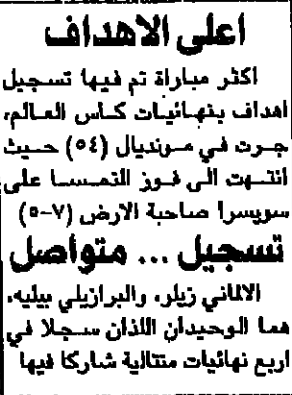 اعلى الاهداف
اكثر مباراة تم فيها تسجيل
اهداف بنهائيات كاس العالم،
جرت في مونديال (٥٤) حيث
انتهت الى فوز النمسا على
سويسرا صاحبة الارض (٧-٥)
تسجيل ... متواصل
الالماني زيلر، والبرازيلي بيليه،
هما الوحيدان اللذان سجلا في
اربع نهائيات متتالية شاركا فيها